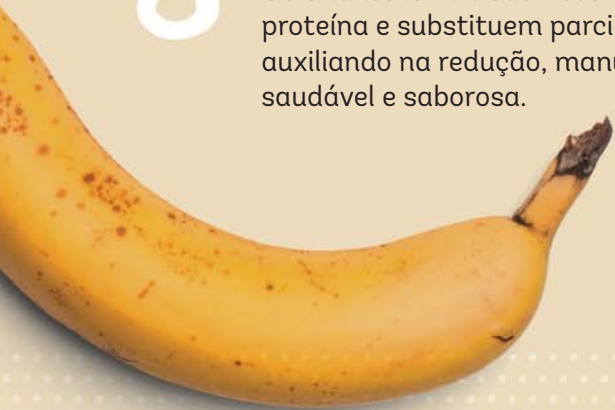 proteína e substituem parci
auxiliando na redução, manu
saudável e saborosa.